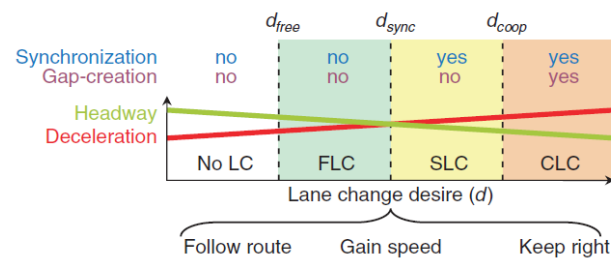 d_free d_sync d_coop
Synchronization no no yes yes
Gap-creation no no no yes
Headway
Deceleration
No LC FLC SLC CLC
Lane change desire (d)
Follow route Gain speed Keep right